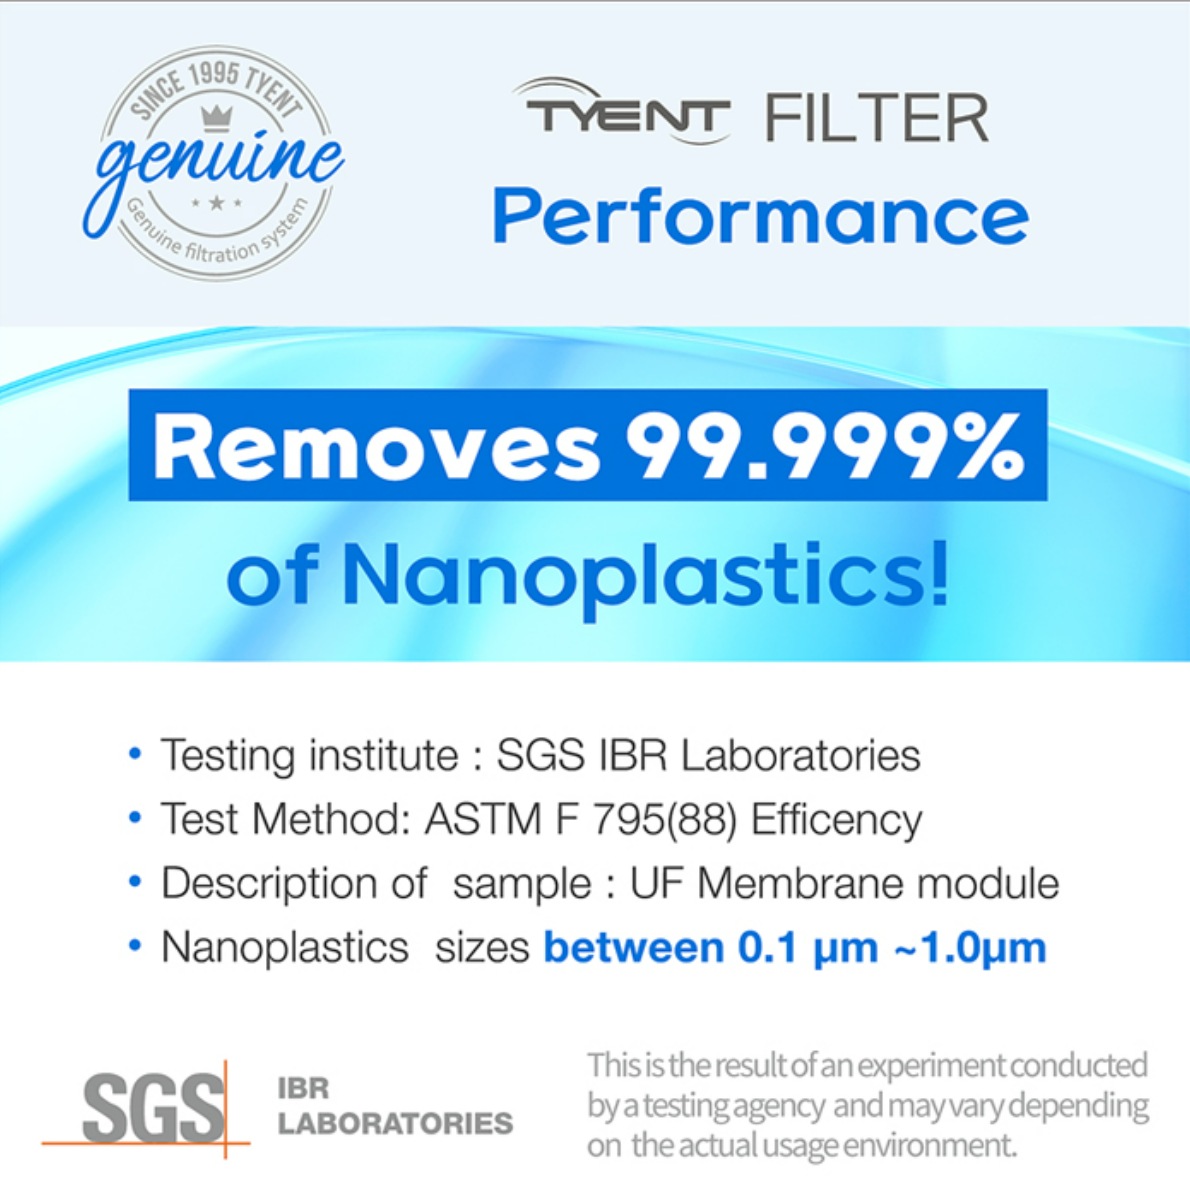 SINCE 1995 TYENT
genuine
Genuine filtration system
TYENT FILTER
Performance
Removes 99.999%
of Nanoplastics!
• Testing institute : SGS IBR Laboratories
• Test Method: ASTM F 795(88) Efficency
• Description of sample : UF Membrane module
• Nanoplastics sizes between 0.1 μm ~1.0μm
SGS
IBR
LABORATORIES
This is the result of an experiment conducted
by a testing agency and may vary depending
on the actual usage environment.